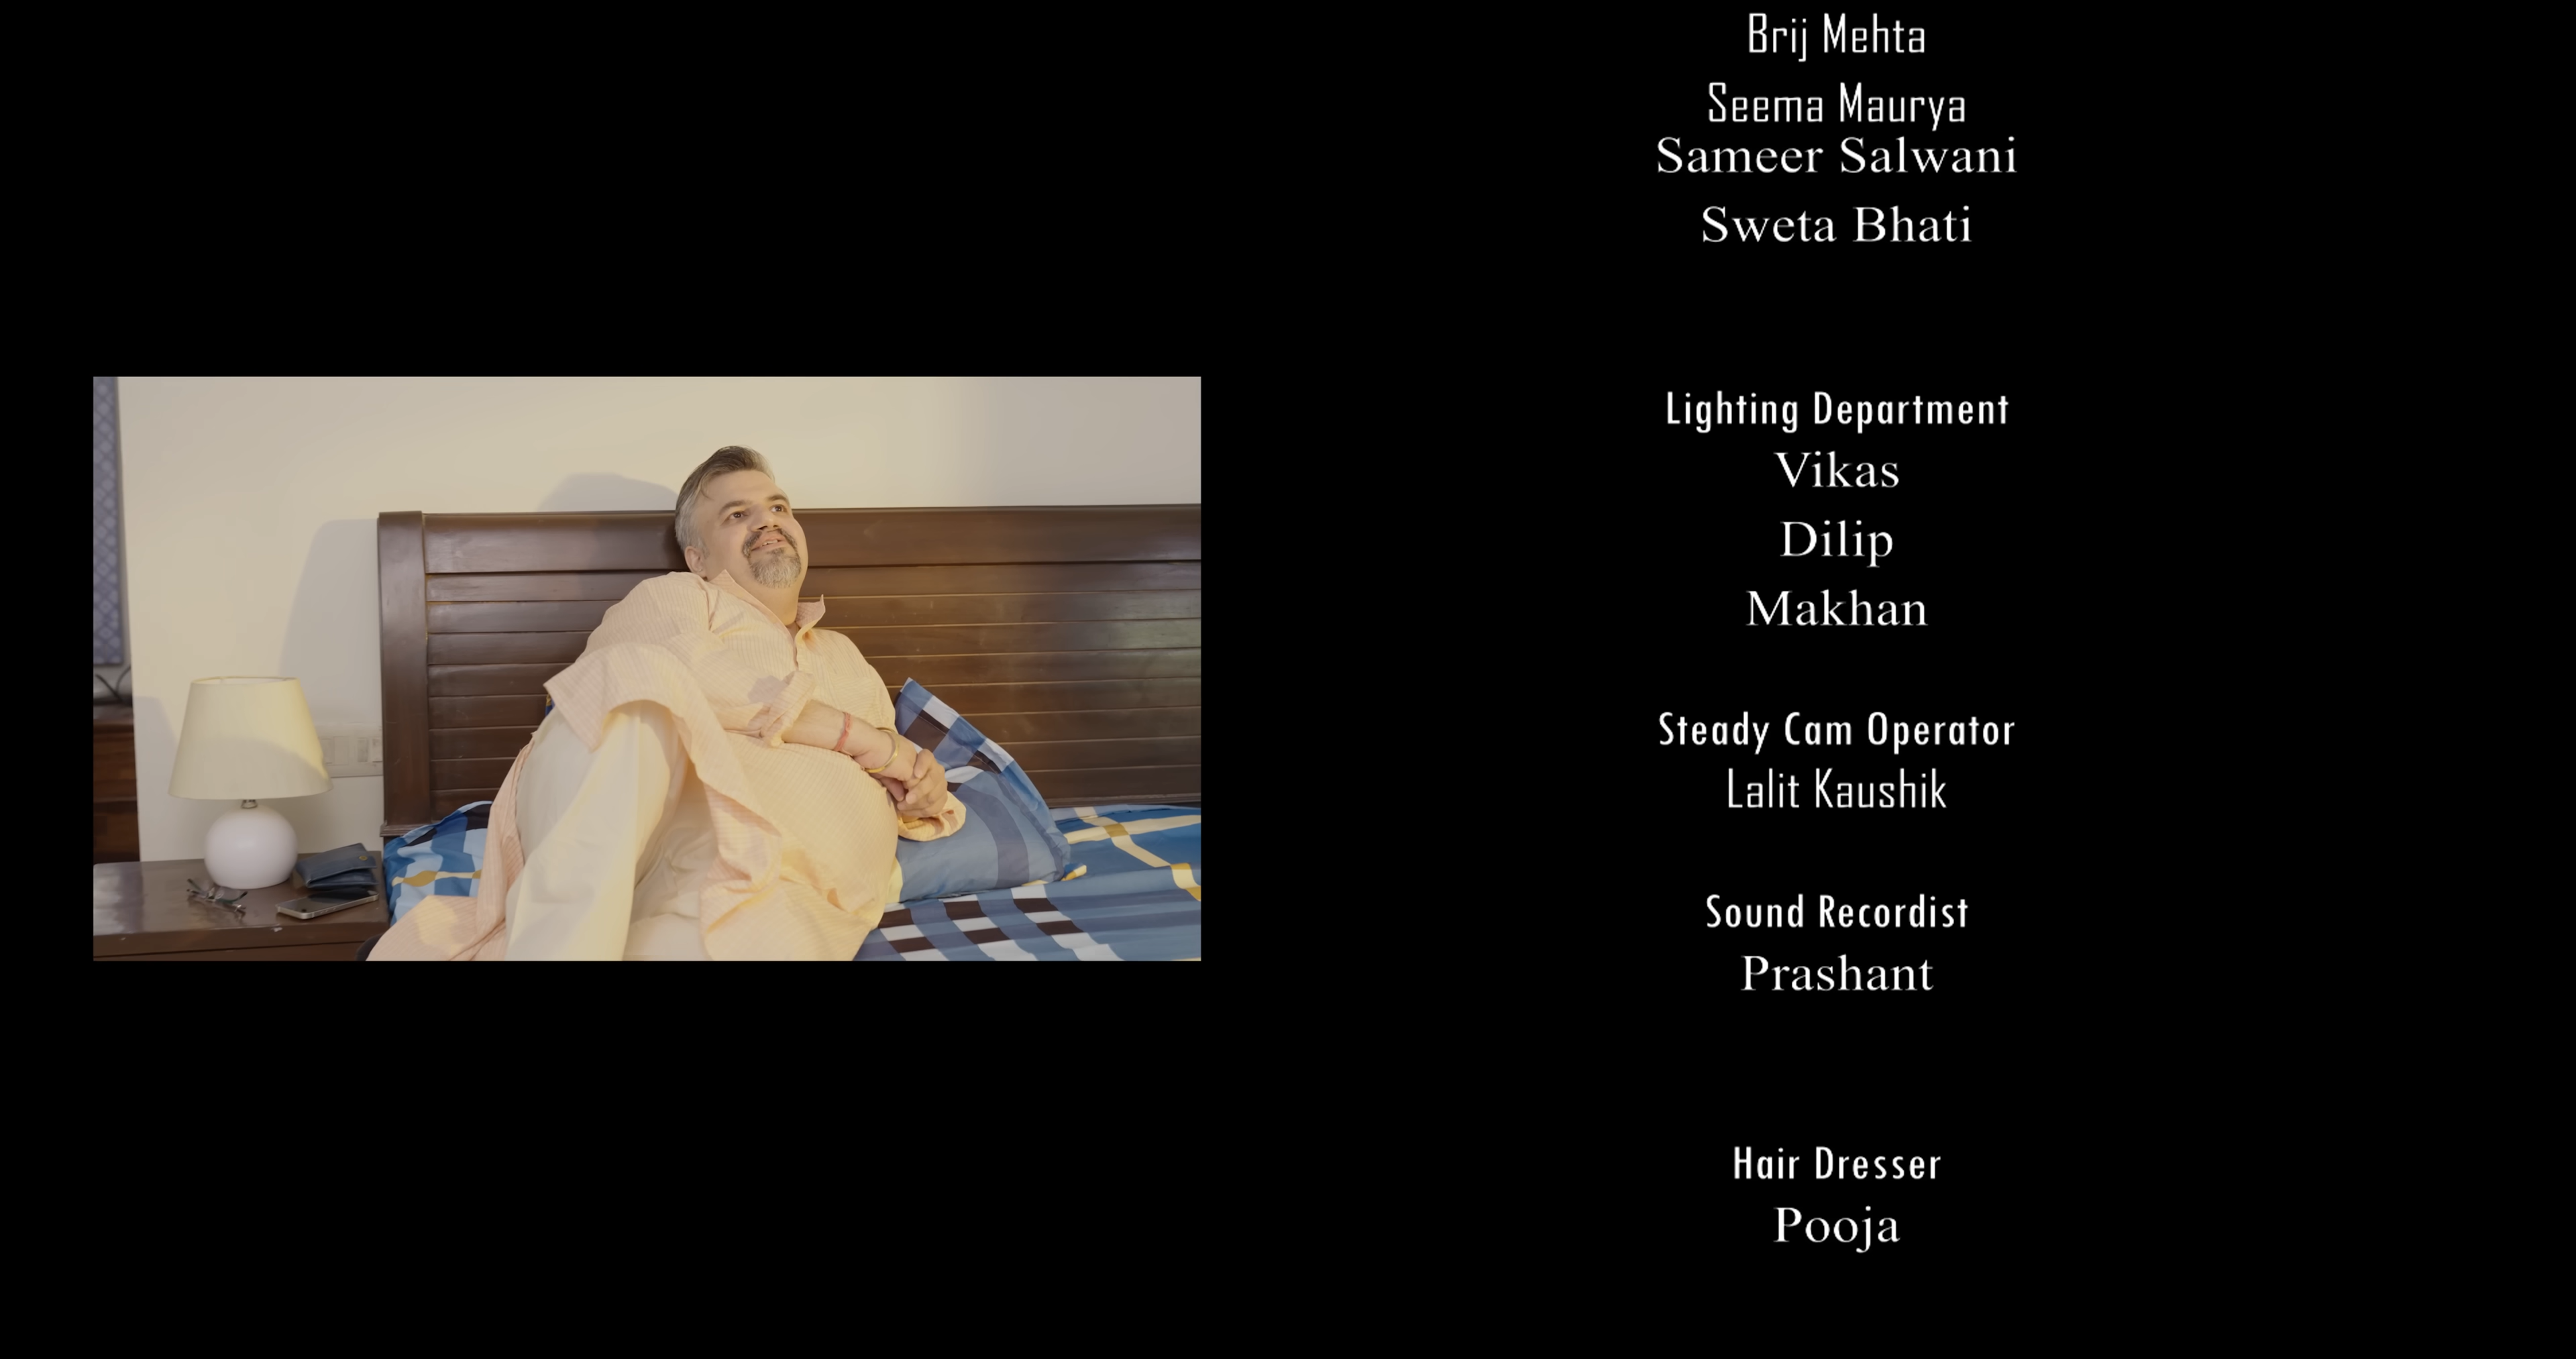 Brij Mehta
Seema Maurya
Sameer Salwani
Sweta Bhati
Lighting Department
Vikas
Dilip
Makhan
Steady Cam Operator
Lalit Kaushik
Sound Recordist
Prashant
Hair Dresser
Pooja